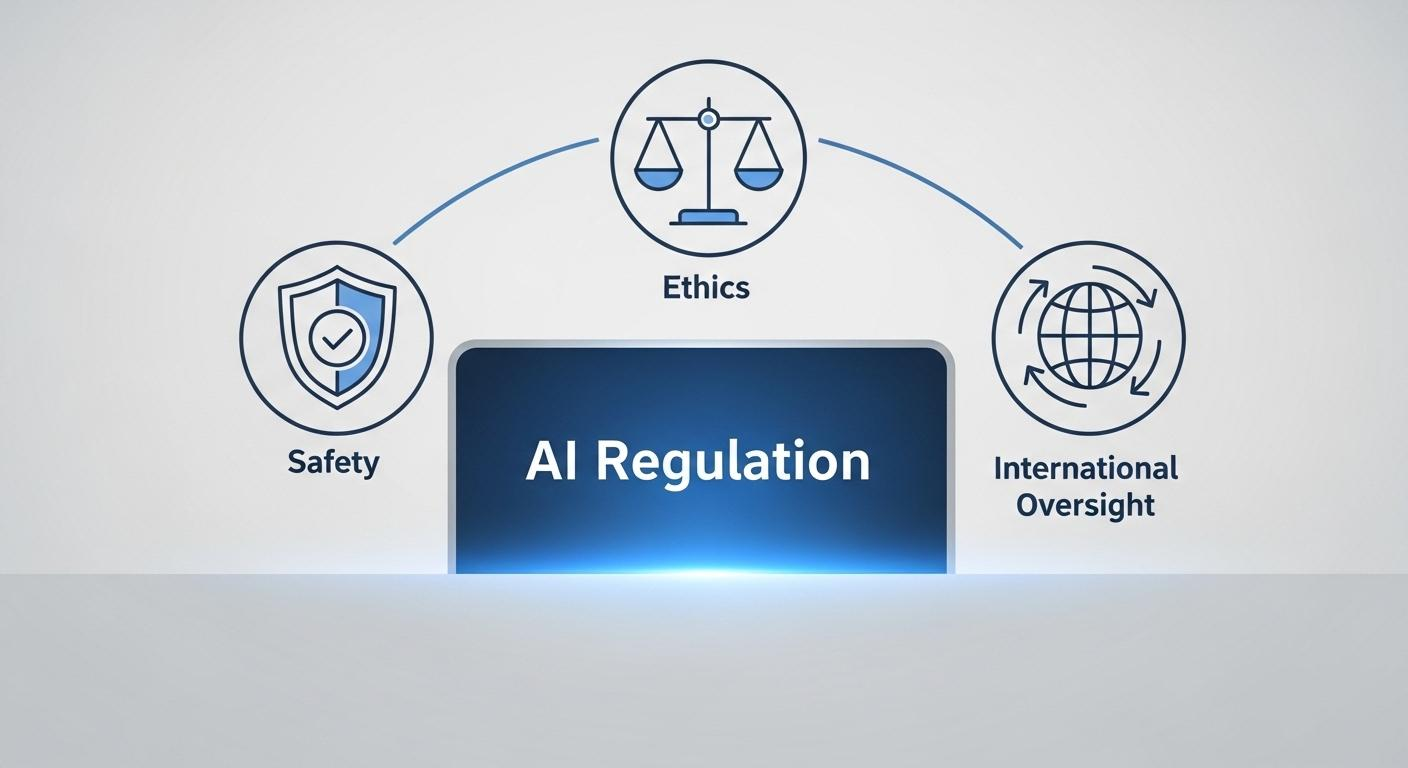 Ethics
Safety
AI Regulation
International
Oversight